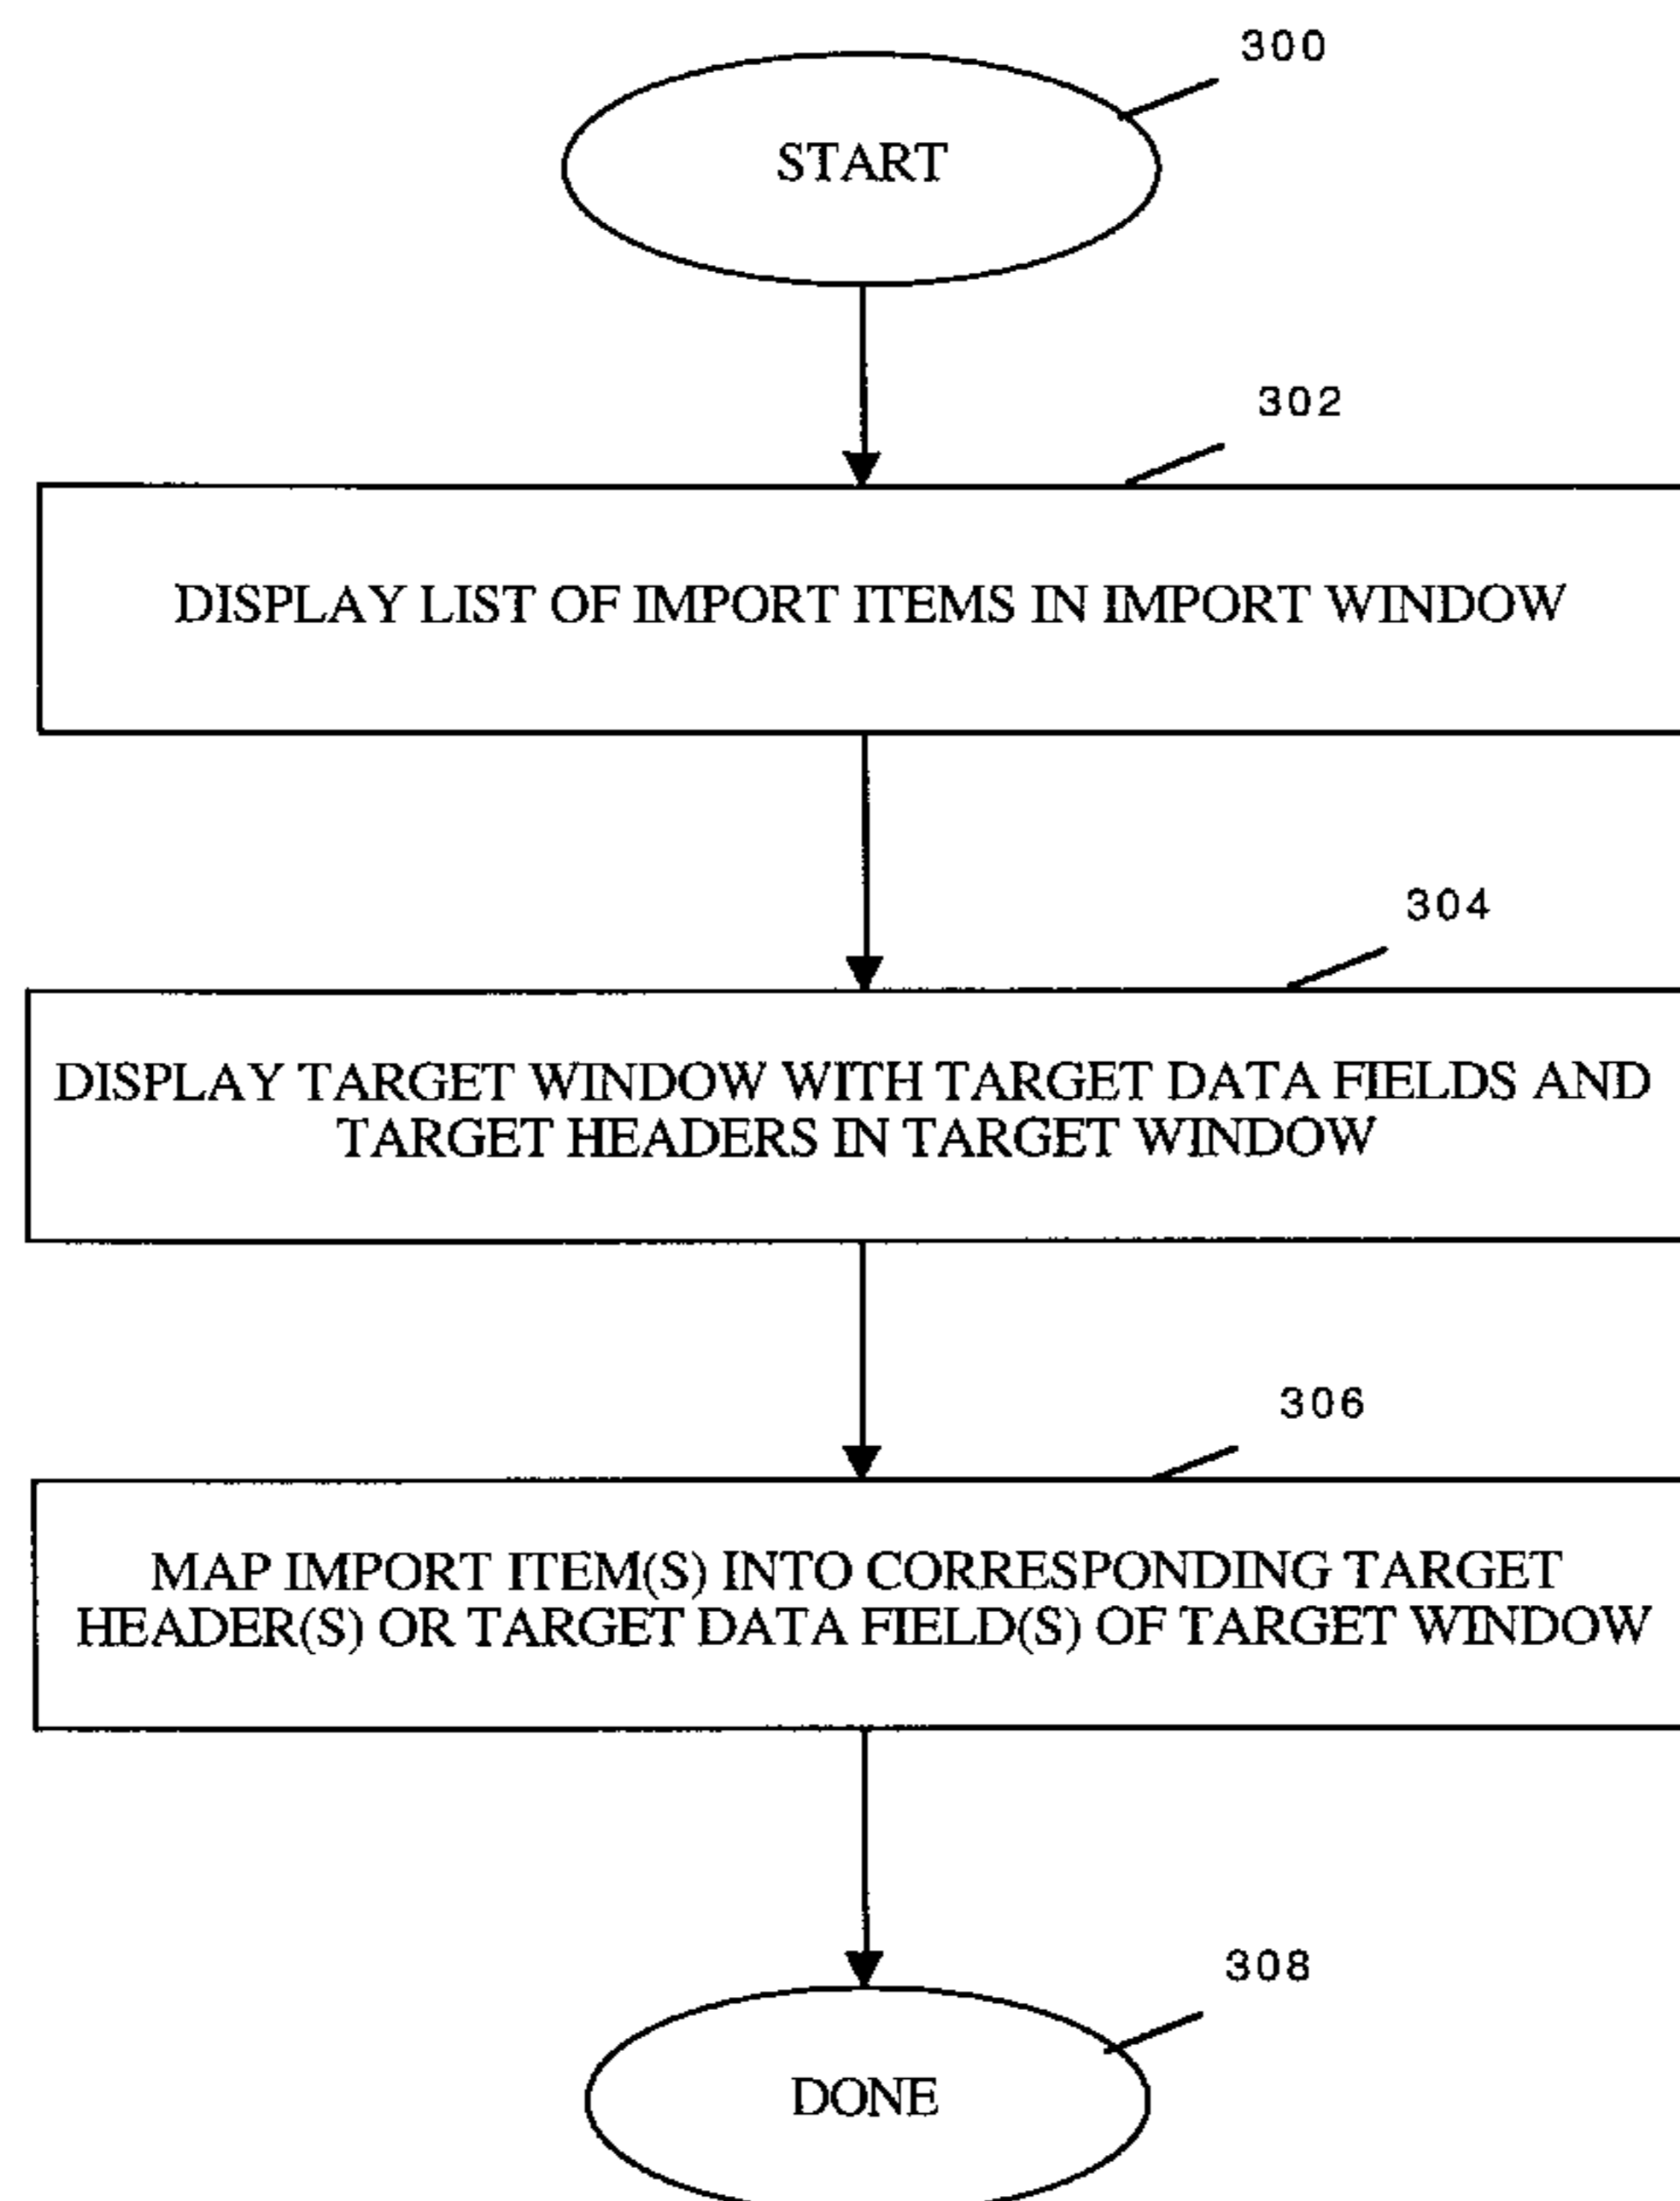 300
START
302
DISPLAY LIST OF IMPORT ITEMS IN IMPORT WINDOW
304
DISPLAY TARGET WINDOW WITH TARGET DATA FIELDS AND
TARGET HEADERS IN TARGET WINDOW
306
MAP IMPORT ITEM(S) INTO CORRESPONDING TARGET
HEADER(S) OR TARGET DATA FIELD(S) OF TARGET WINDOW
308
DONE